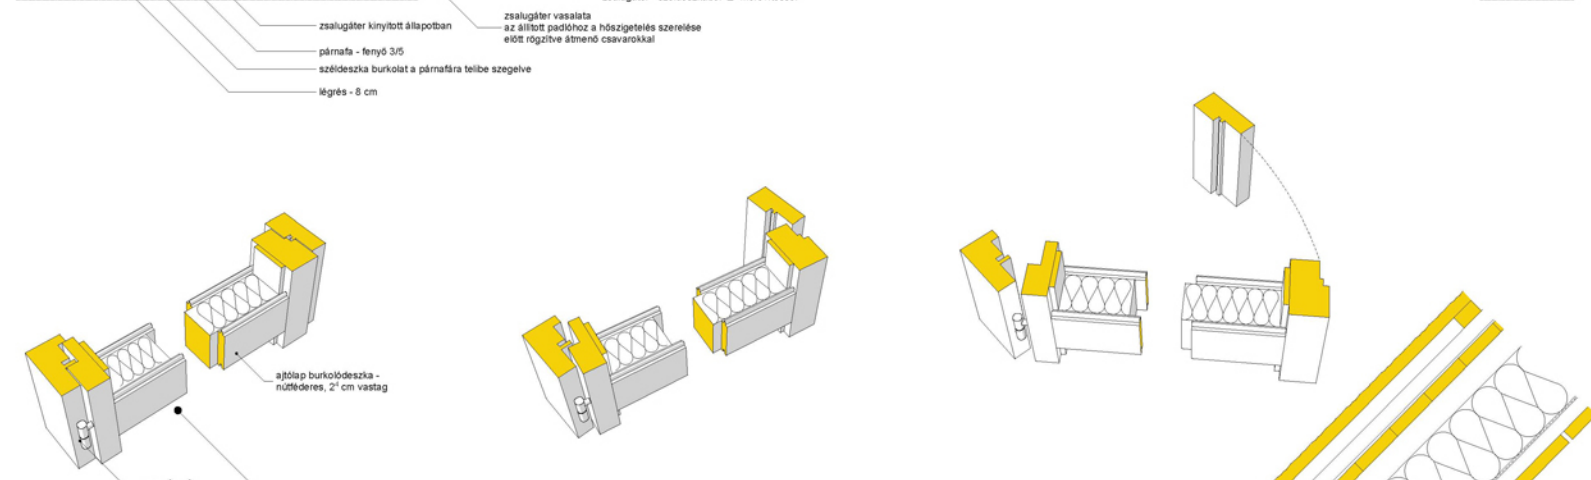 zsalugáter kinyitott állapotban
párnafa - fenyő 3/5
széldeszka burkolat a párnafára telibe szegelve
légrés - 8 cm
zsalugáter vasalata
az állított padlóhoz a hőszigetelés szerelése
előtt rögzítve átmenő csavarokkal
ajtólap burkolódeszka -
nútféderes, 2⁴ cm vastag